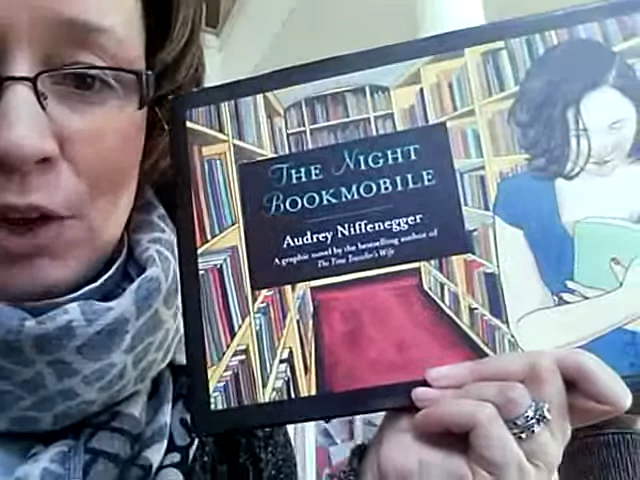 THE NIGHT
BOOKMOBILE
Audrey Niffenegger
A graphic novel by the bestselling author of
The Time Traveler's Wife